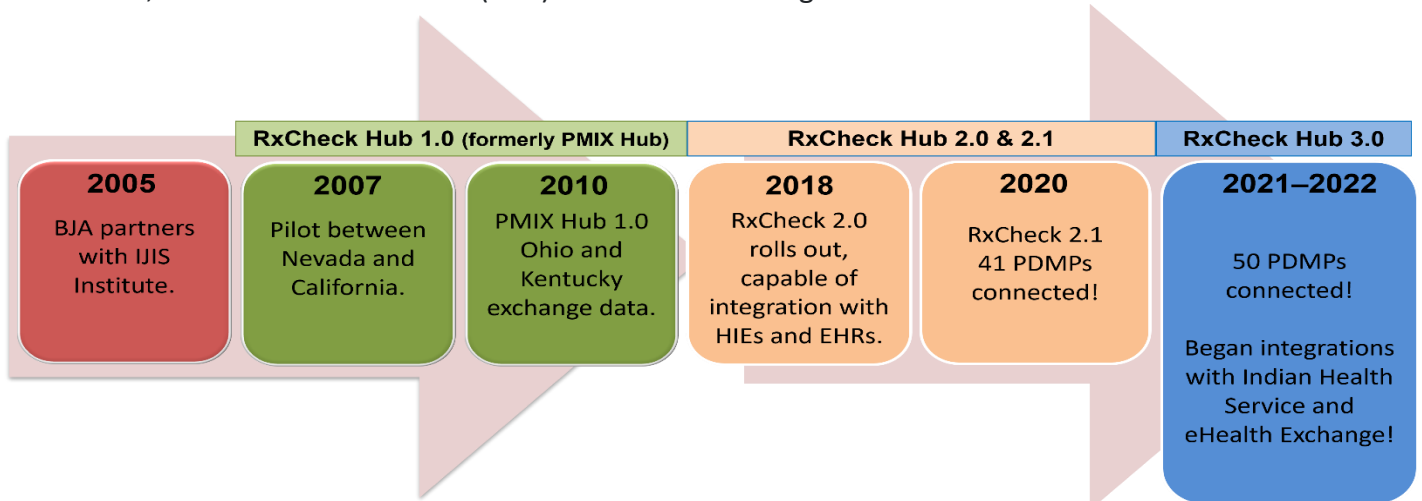 RxCheck Hub 1.0 (formerly PMIX Hub)
RxCheck Hub 2.0 & 2.1
RxCheck Hub 3.0
2005
BJA partners
with IJIS
Institute.
2007
Pilot between
Nevada and
California.
2010
PMIX Hub 1.0
Ohio and
Kentucky
exchange data.
2018
RxCheck 2.0
rolls out,
capable of
integration with
HIEs and EHRs.
2020
RxCheck 2.1
41 PDMPs
connected!
2021–2022
50 PDMPs
connected!
Began integrations
with Indian Health
Service and
eHealth Exchange!